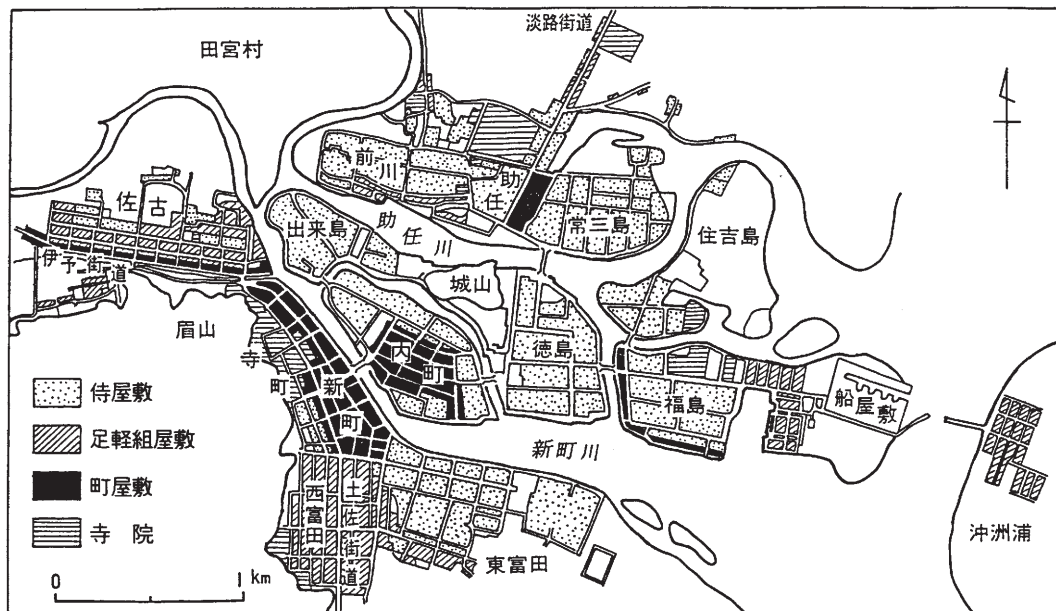 淡路街道
田宮村
前川
助任
佐古
常三島
出来島
助任川
住吉島
伊予街道
城山
眉山
徳島
内町
寺町
新町
福島
船屋敷
侍屋敷
足軽組屋敷
町屋敷
寺院
新町川
西富田
土佐街道
東富田
沖洲浦
0 1 km